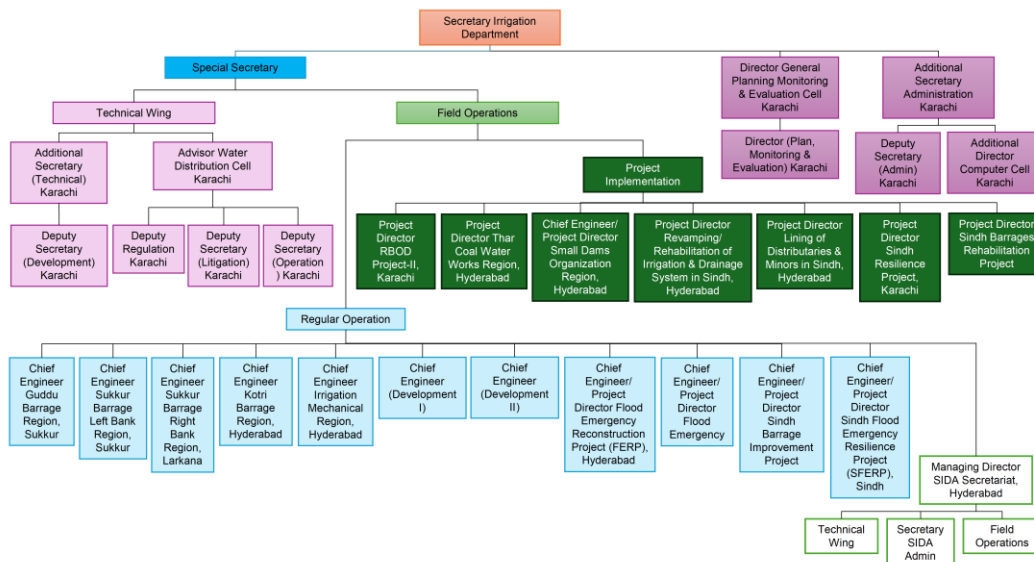 Secretary Irrigation
Department
Special Secretary
Director General
Planning Monitoring
& Evaluation Cell
Karachi
Additional
Secretary
Administration
Karachi
Technical Wing
Field Operations
Additional
Secretary
(Technical)
Karachi
Advisor Water
Distribution Cell
Karachi
Director (Plan,
Monitoring &
Evaluation) Karachi
Deputy
Secretary
(Admin)
Karachi
Additional
Director
Computer Cell
Karachi
Project
Implementation
Deputy
Secretary
(Development)
Karachi
Deputy
Regulation
Karachi
Deputy
Secretary
(Litigation)
Karachi
Deputy
Secretary
(Operation
) Karachi
Project
Director
RBOD
Project-II,
Karachi
Project
Director Thar
Coal Water
Works Region,
Hyderabad
Chief Engineer/
Project Director
Small Dams
Organization
Region,
Hyderabad
Project Director
Revamping/
Rehabilitation of
Irrigation & Drainage
System in Sindh,
Hyderabad
Project Director
Lining of
Distributaries &
Minors in Sindh,
Hyderabad
Project
Director
Sindh
Resilience
Project,
Karachi
Project Director
Sindh Barrages
Rehabilitation
Project
Regular Operation
Chief
Engineer
Guddu
Barrage
Region,
Sukkur
Chief
Engineer
Sukkur
Barrage
Left Bank
Region,
Sukkur
Chief
Engineer
Sukkur
Barrage
Right
Bank
Region,
Larkana
Chief
Engineer
Kotri
Barrage
Region,
Hyderabad
Chief
Engineer
Irrigation
Mechanical
Region,
Hyderabad
Chief
Engineer
(Development
I)
Chief
Engineer
(Development II)
Chief
Engineer/
Project
Director Flood
Emergency
Reconstruction
Project (FERP),
Hyderabad
Chief
Engineer/
Project
Director
Flood
Emergency
Chief
Engineer/
Project
Director
Sindh
Barrage
Improvement
Project
Chief
Engineer/
Project
Director
Sindh Flood
Emergency
Resilience
Project
(SFERP),
Sindh
Managing Director
SIDA Secretariat,
Hyderabad
Technical
Wing
Secretary
SIDA
Admin
Field
Operations